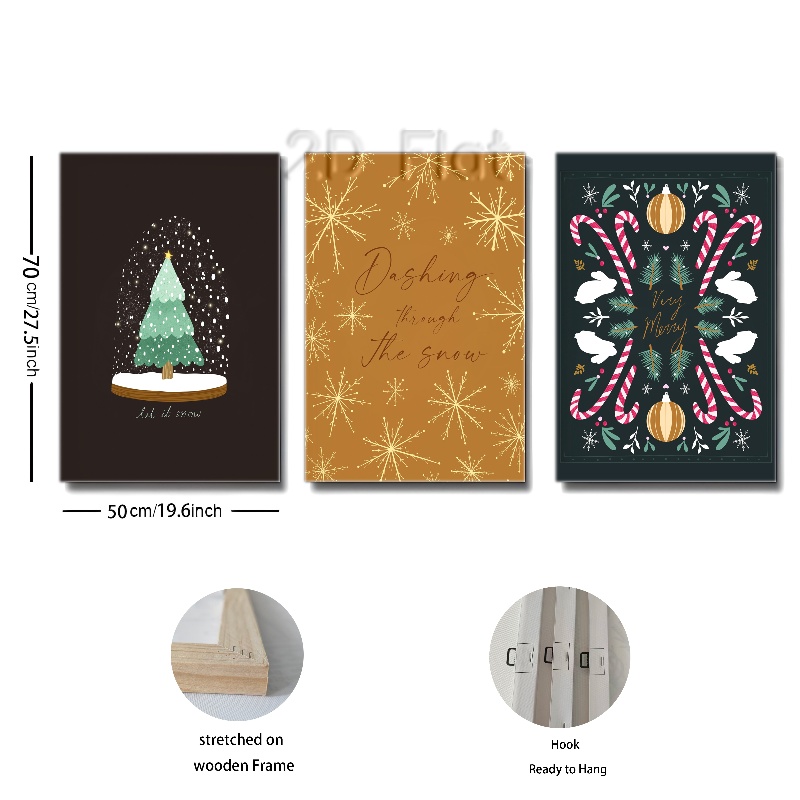 2D Flat
70 cm/27.5inch
let it snow
Dashing
through
The snow
Very
Merry
50 cm/19.6inch
stretched on
wooden Frame
Hook
Ready to Hang